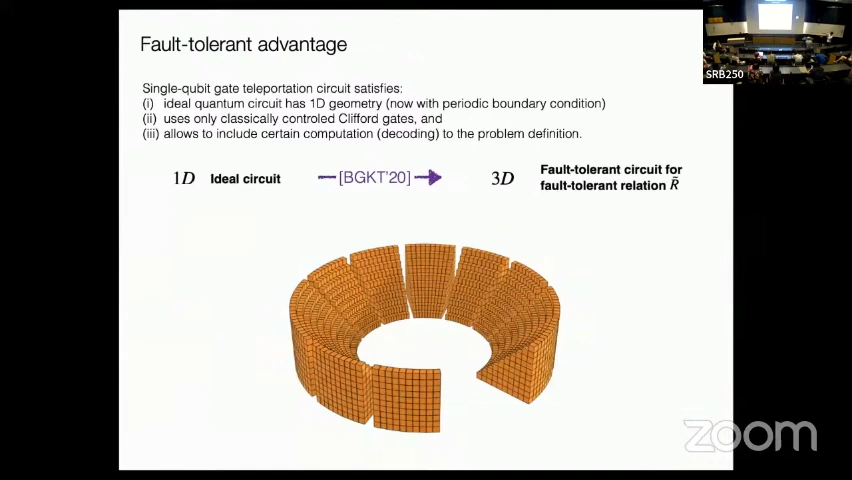 Fault-tolerant advantage
SRB250
Single-qubit gate teleportation circuit satisfies:
(i) ideal quantum circuit has 1D geometry (now with periodic boundary condition)
(ii) uses only classically controled Clifford gates, and
(iii) allows to include certain computation (decoding) to the problem definition.
1D Ideal circuit [BGKT'20] 3D Fault-tolerant circuit for
fault-tolerant relation R̃
zoom